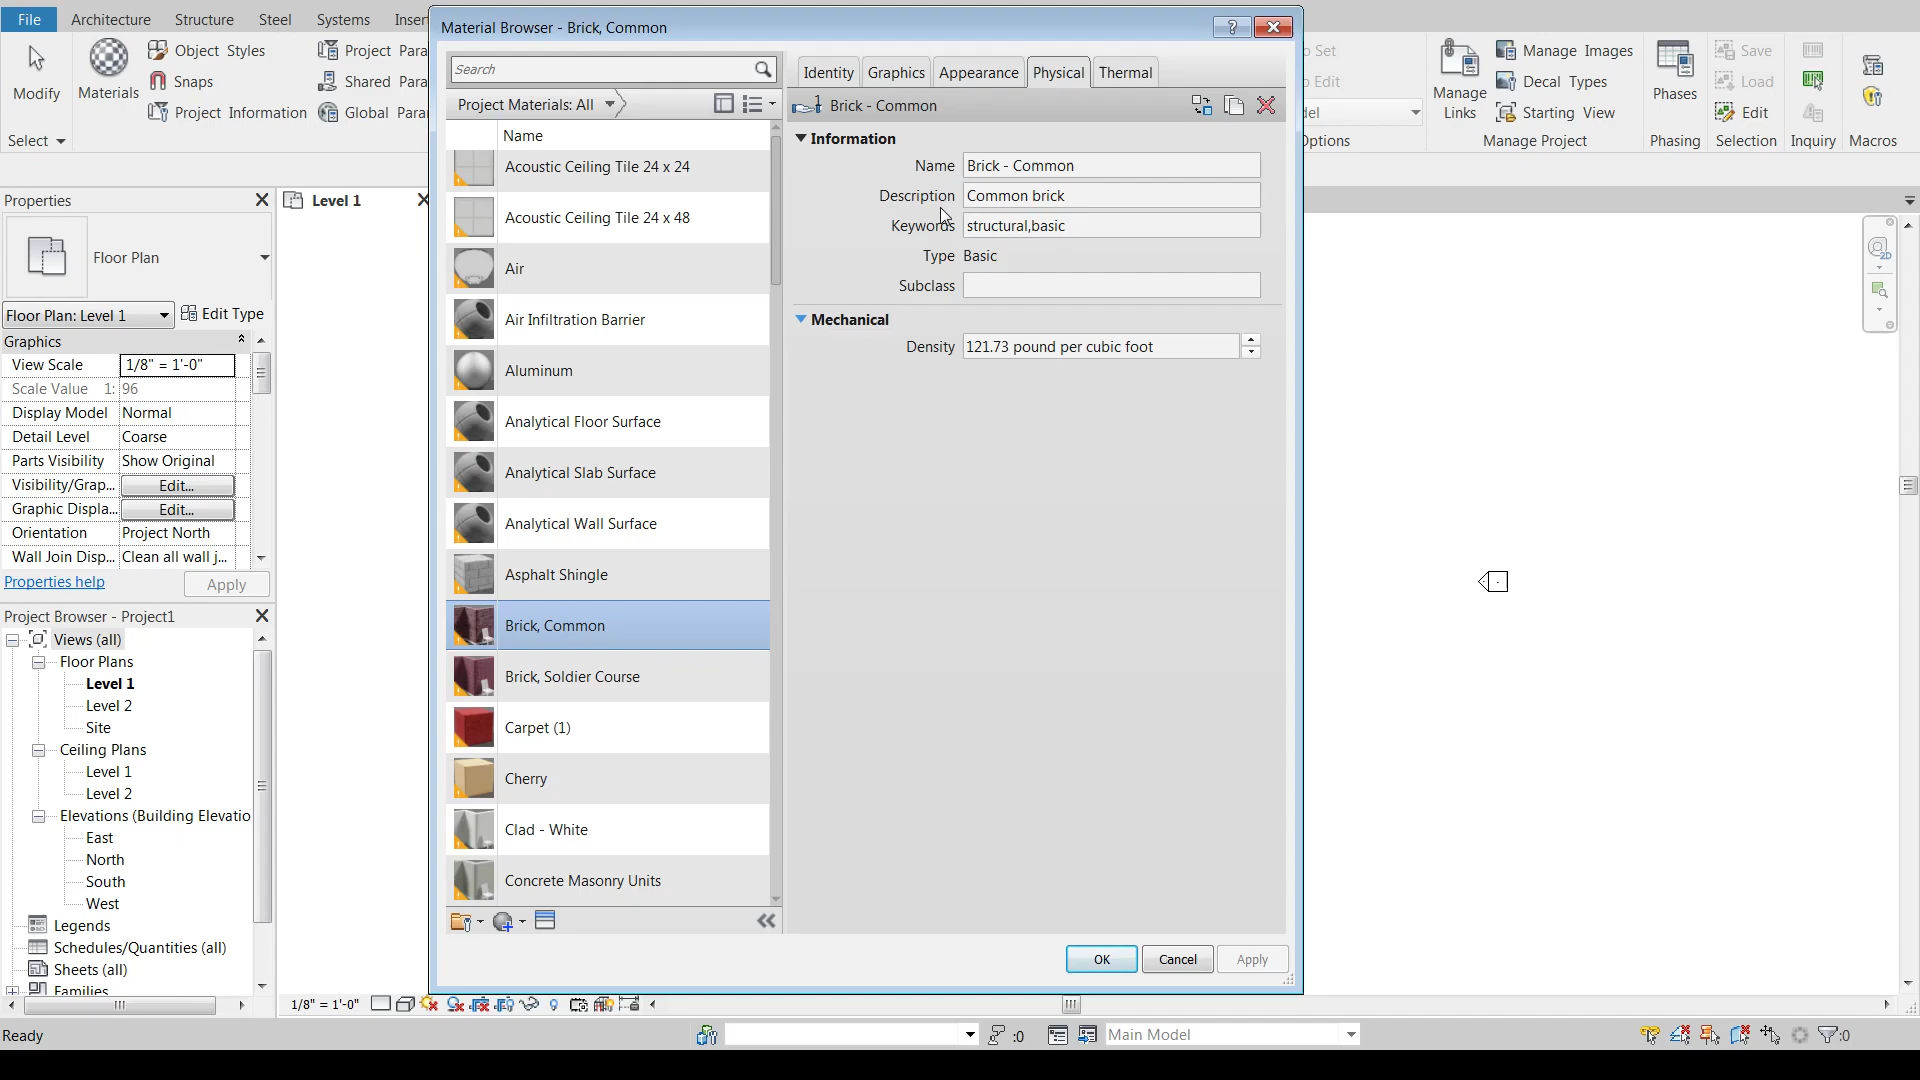 File
Architecture
Structure
Steel
Systems
Modify
Materials
Object Styles
Snaps
Project Information
Project Para
Shared Para
Global Para
Select
Material Browser - Brick, Common
?
Search
Project Materials: All
Name
Acoustic Ceiling Tile 24 x 24
Acoustic Ceiling Tile 24 x 48
Air
Air Infiltration Barrier
Aluminum
Analytical Floor Surface
Analytical Slab Surface
Analytical Wall Surface
Asphalt Shingle
Brick, Common
Brick, Soldier Course
Carpet (1)
Cherry
Clad - White
Concrete Masonry Units
Identity
Graphics
Appearance
Physical
Thermal
1
Brick - Common
Information
Name Brick - Common
Description Common brick
Keywords structural,basic
Type Basic
Subclass
Mechanical
Density 121.73 pound per cubic foot
OK
Cancel
Apply
Manage Links
Manage Images
Decal Types
Starting View
Manage Project
Phases
Phasing
Save
Load
Edit
Selection
Inquiry
Macros
Properties
Floor Plan
Floor Plan: Level 1
Edit Type
Graphics
View Scale 1/8" = 1'-0"
Scale Value 1: 96
Display Model Normal
Detail Level Coarse
Parts Visibility Show Original
Visibility/Grap... Edit...
Graphic Displa... Edit...
Orientation Project North
Wall Join Disp... Clean all wall j...
Properties help
Apply
Project Browser - Project1
Views (all)
Floor Plans
Level 1
Level 2
Site
Ceiling Plans
Level 1
Level 2
Elevations (Building Elevatio
East
North
South
West
Legends
Schedules/Quantities (all)
Sheets (all)
Families
Level 1
2D
1/8" = 1'-0"
Ready
:0
Main Model
:0